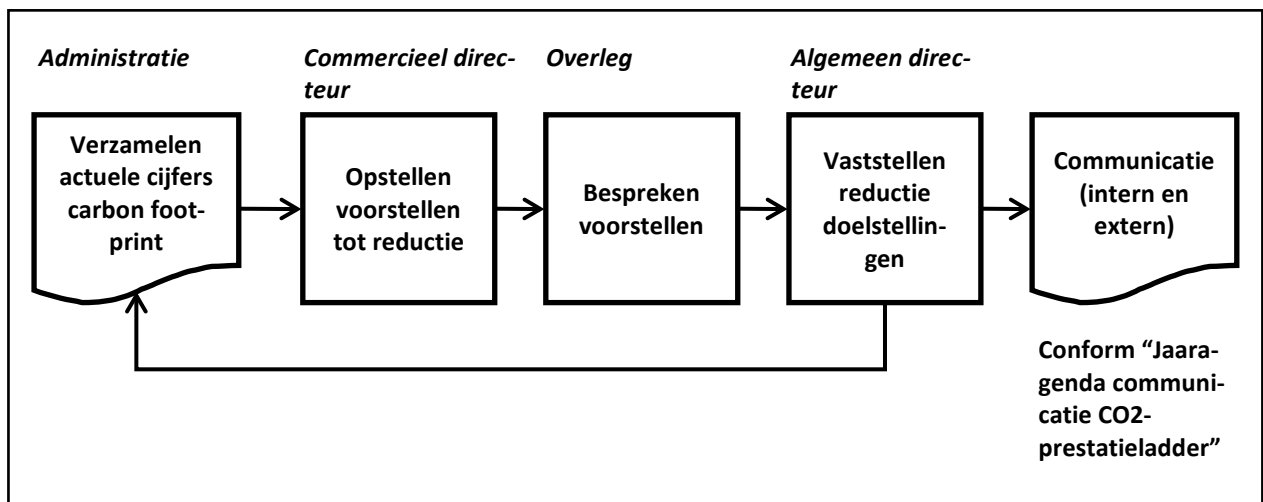 Administratie
Commercieel direc-
teur
Overleg
Algemeen direc-
teur
Verzamelen
actuele cijfers
carbon foot-
print
Opstellen
voorstellen
tot reductie
Bespreken
voorstellen
Vaststellen
reductie
doelstellin-
gen
Communicatie
(intern en
extern)
Conform “Jaara-
genda communi-
catie CO2-
prestatieladder”